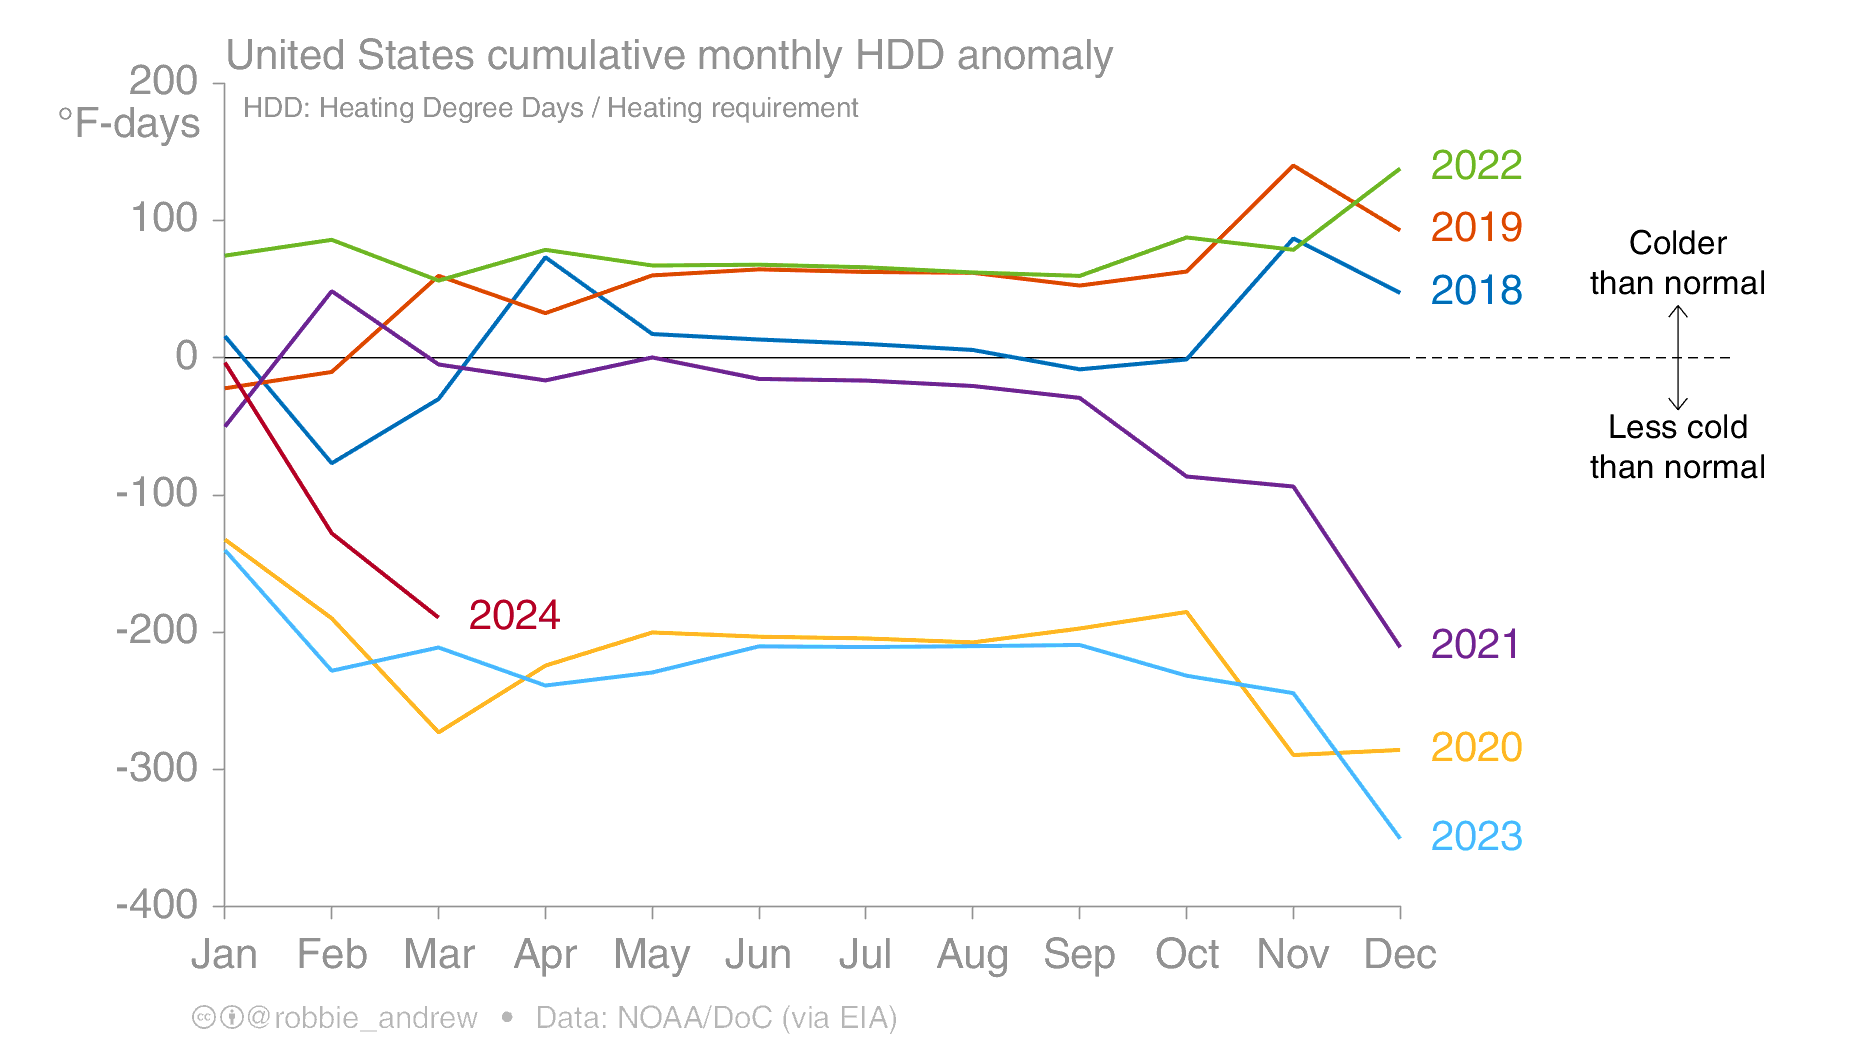 United States cumulative monthly HDD anomaly
HDD: Heating Degree Days / Heating requirement
200
°F-days
100
0
-100
-200
-300
-400
Jan Feb Mar Apr May Jun Jul Aug Sep Oct Nov Dec
2022
2019
2018
2024
2021
2020
2023
Colder
than normal
Less cold
than normal
cc @robbie_andrew • Data: NOAA/DoC (via EIA)